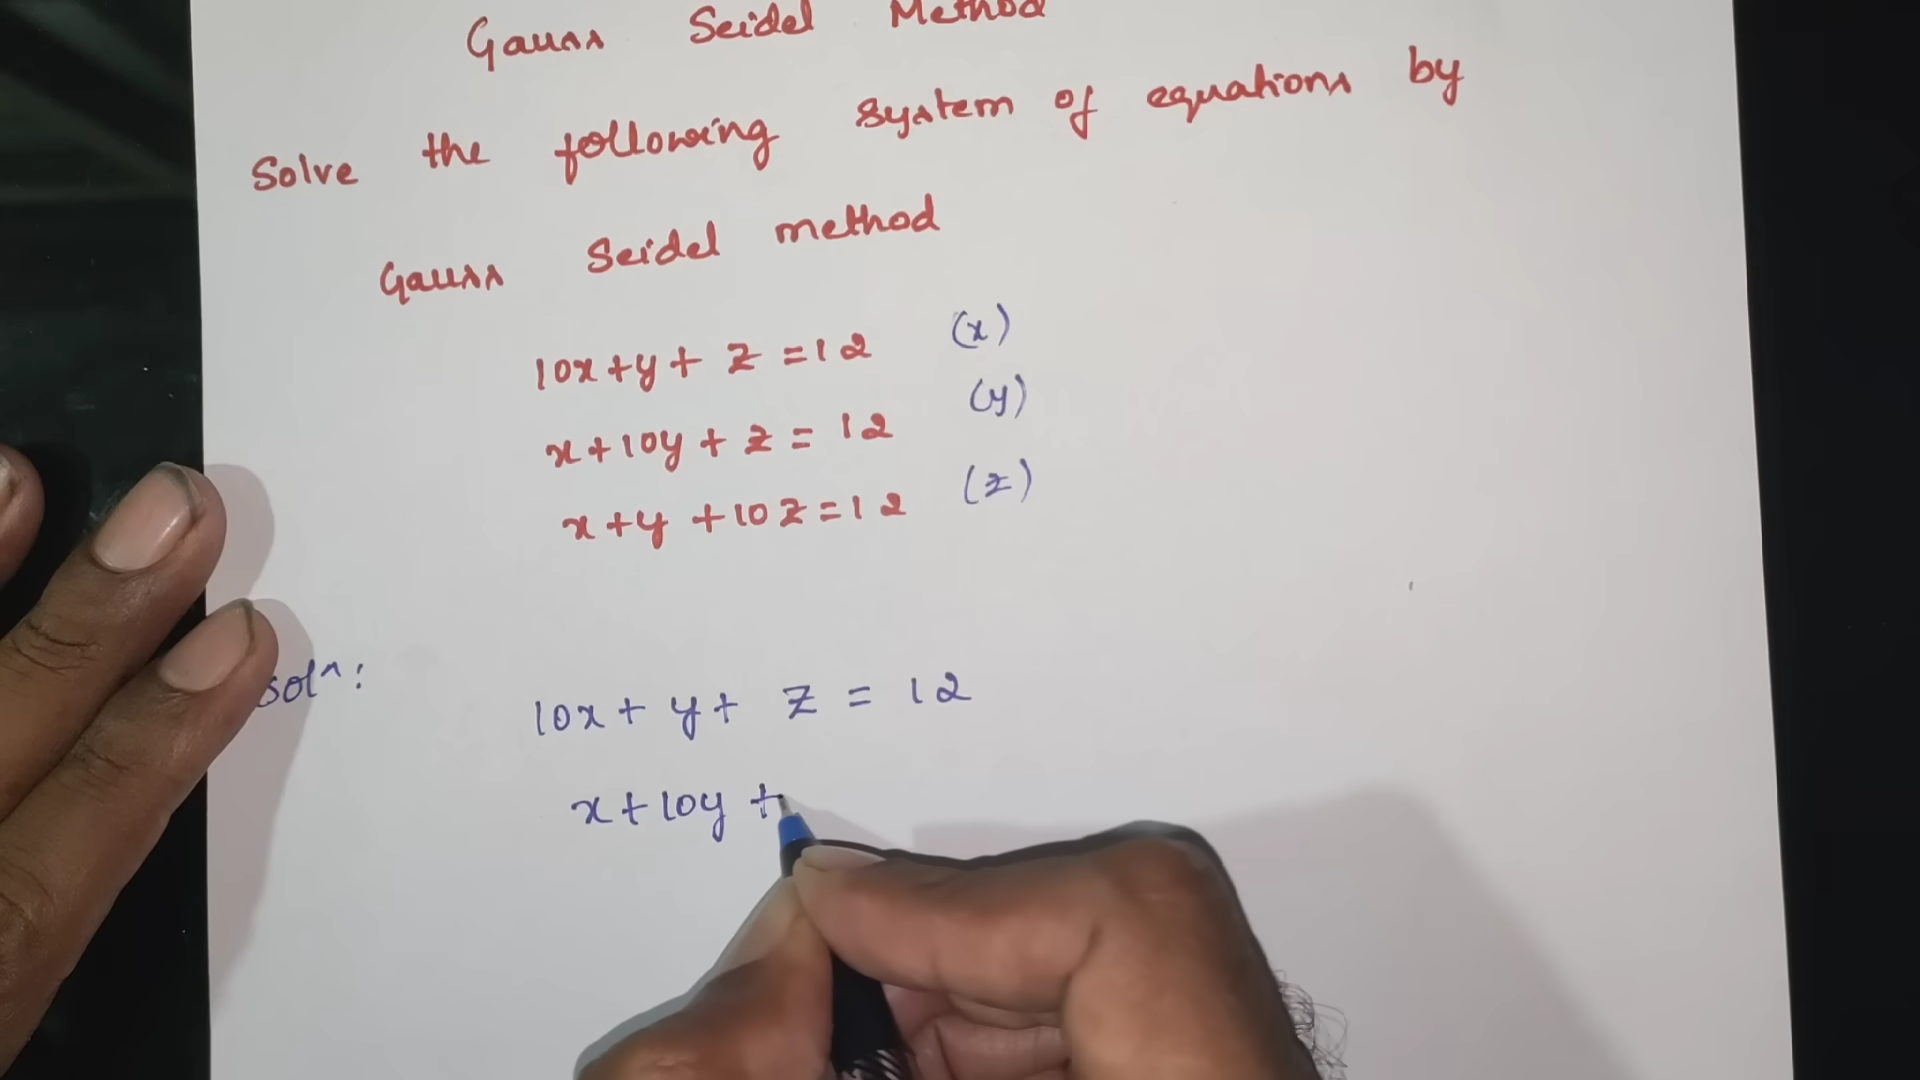 Gauss Seidel Method
Solve the following system of equations by
Gauss Seidel method
10x+y+ z =12 (x)
x+10y+z= 12 (y)
x+y+10z=12 (z)
Solⁿ:
10x+ y+ z = 12
x+10y +